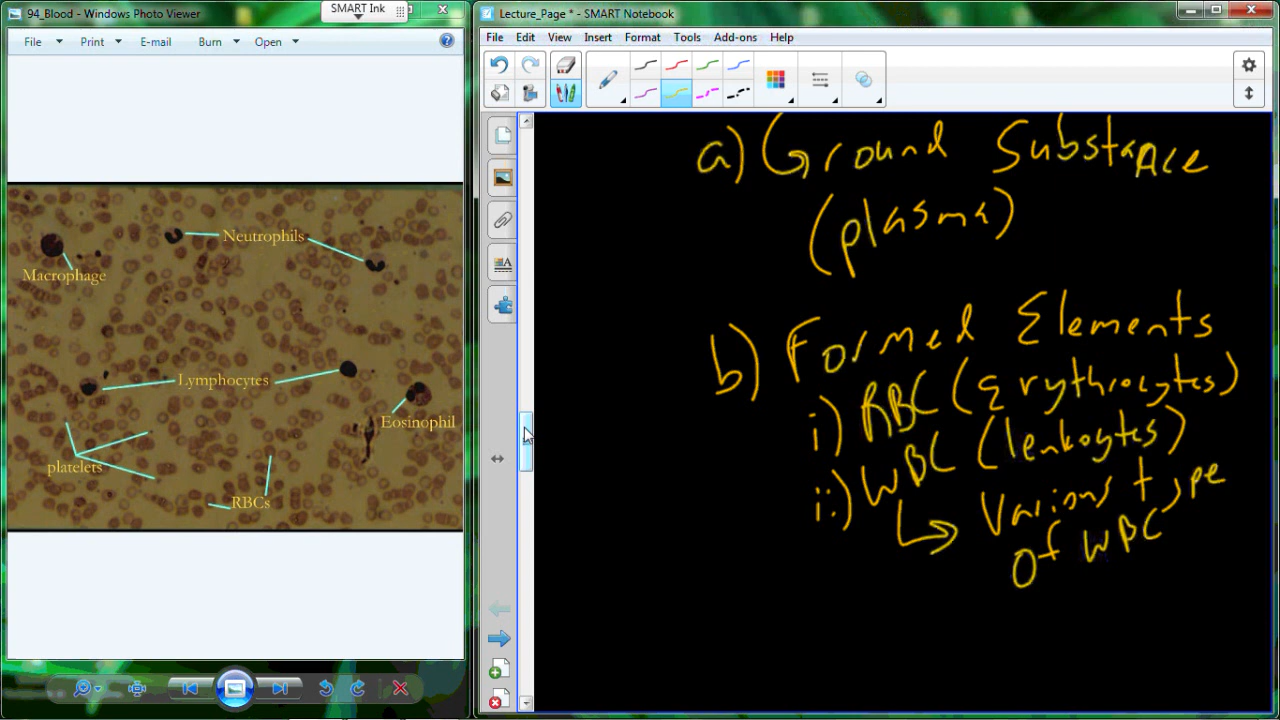 94_Blood - Windows Photo Viewer
SMART Ink
File Print E-mail Burn Open
Neutrophils
Macrophage
Lymphocytes
Eosinophil
platelets
RBCs
Lecture_Page * - SMART Notebook
File Edit View Insert Format Tools Add-ons Help
a) Ground Substance
(plasma)
b) Formed Elements
i) RBC (Erythrocytes)
ii) WBC (leukocytes)
↳ Various type
of WBC